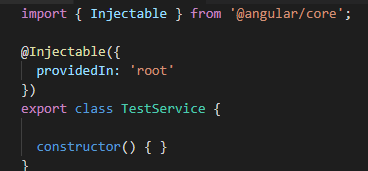 import { Injectable } from '@angular/core';
@Injectable({
  providedIn: 'root'
})
export class TestService {
  constructor() { }
}